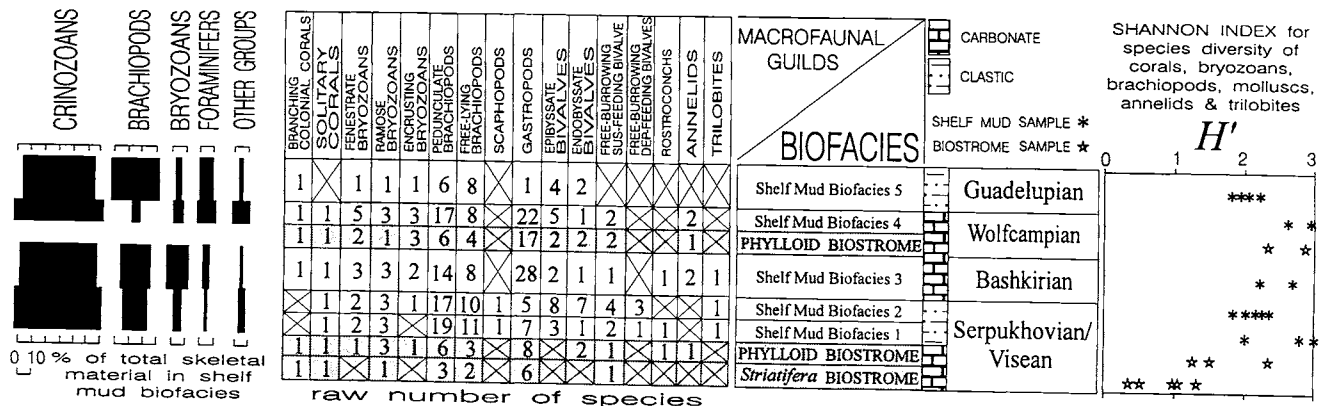 CRINOZOANS
BRACHIOPODS
BRYOZOANS
FORAMINIFERS
OTHER GROUPS
0 10 % of total skeletal
material in shelf
mud biofacies
BRANCHING COLONIAL CORALS
SOLITARY CORALS
FENESTRATE BRYOZOANS
RAMOSE BRYOZOANS
ENCRUSTING BRYOZOANS
PEDUNCULATE BRACHIOPODS
FREE-LYING BRACHIOPODS
SCAPHOPODS
GASTROPODS
EPIBYSSATE BIVALVES
ENDOBYSSATE BIVALVES
FREE-BURROWING SUS-FEEDING BIVALVE
FREE-BURROWING DEP-FEEDING BIVALVES
ROSTROCONCHS
ANNELIDS
TRILOBITES
MACROFAUNAL
GUILDS
BIOFACIES
CARBONATE
CLASTIC
SHELF MUD SAMPLE *
BIOSTROME SAMPLE ☆
SHANNON INDEX for
species diversity of
corals, bryozoans,
brachiopods, molluscs,
annelids & trilobites
H'
0 1 2 3
1 1 1 1 6 8 1 4 2 Shelf Mud Biofacies 5 Guadelupian
1 1 5 3 3 17 8 22 5 1 2 2 Shelf Mud Biofacies 4 Wolfcampian
1 1 2 1 3 6 4 17 2 2 2 1 PHYLLOID BIOSTROME
1 1 3 3 2 14 8 28 2 1 1 1 2 1 Shelf Mud Biofacies 3 Bashkirian
1 2 3 1 17 10 1 5 8 7 4 3 1 Shelf Mud Biofacies 2 Serpukhovian/
1 2 3 19 11 1 7 3 1 2 1 1 1 Shelf Mud Biofacies 1 Visean
1 1 1 3 1 6 3 8 2 1 1 1 PHYLLOID BIOSTROME
1 1 1 3 2 6 1 Striatifera BIOSTROME
raw number of species